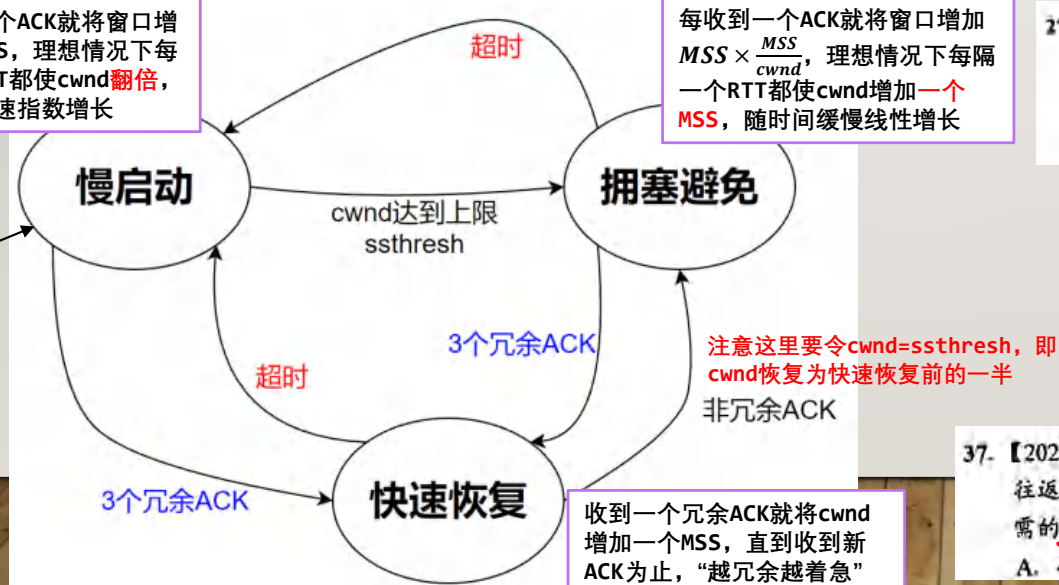 个ACK就将窗口增
S，理想情况下每
T都使cwnd翻倍，
速指数增长
超时
每收到一个ACK就将窗口增加
MSS × MSS/cwnd，理想情况下每隔
一个RTT都使cwnd增加一个
MSS，随时间缓慢线性增长
慢启动
cwnd达到上限
ssthresh
拥塞避免
3个冗余ACK
超时
注意这里要令cwnd=ssthresh，即
cwnd恢复为快速恢复前的一半
非冗余ACK
3个冗余ACK
快速恢复
收到一个冗余ACK就将cwnd
增加一个MSS，直到收到新
ACK为止，“越冗余越着急”
37. 【202
往返
需的
A.